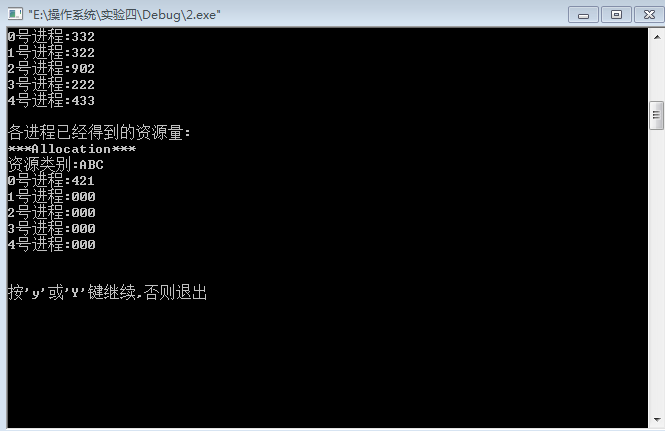 "E:\操作系统\实验四\Debug\2.exe"
0号进程:332
1号进程:322
2号进程:902
3号进程:222
4号进程:433
各进程已经得到的资源量:
***Allocation***
资源类别:ABC
0号进程:421
1号进程:000
2号进程:000
3号进程:000
4号进程:000
按'y'或'Y'键继续,否则退出